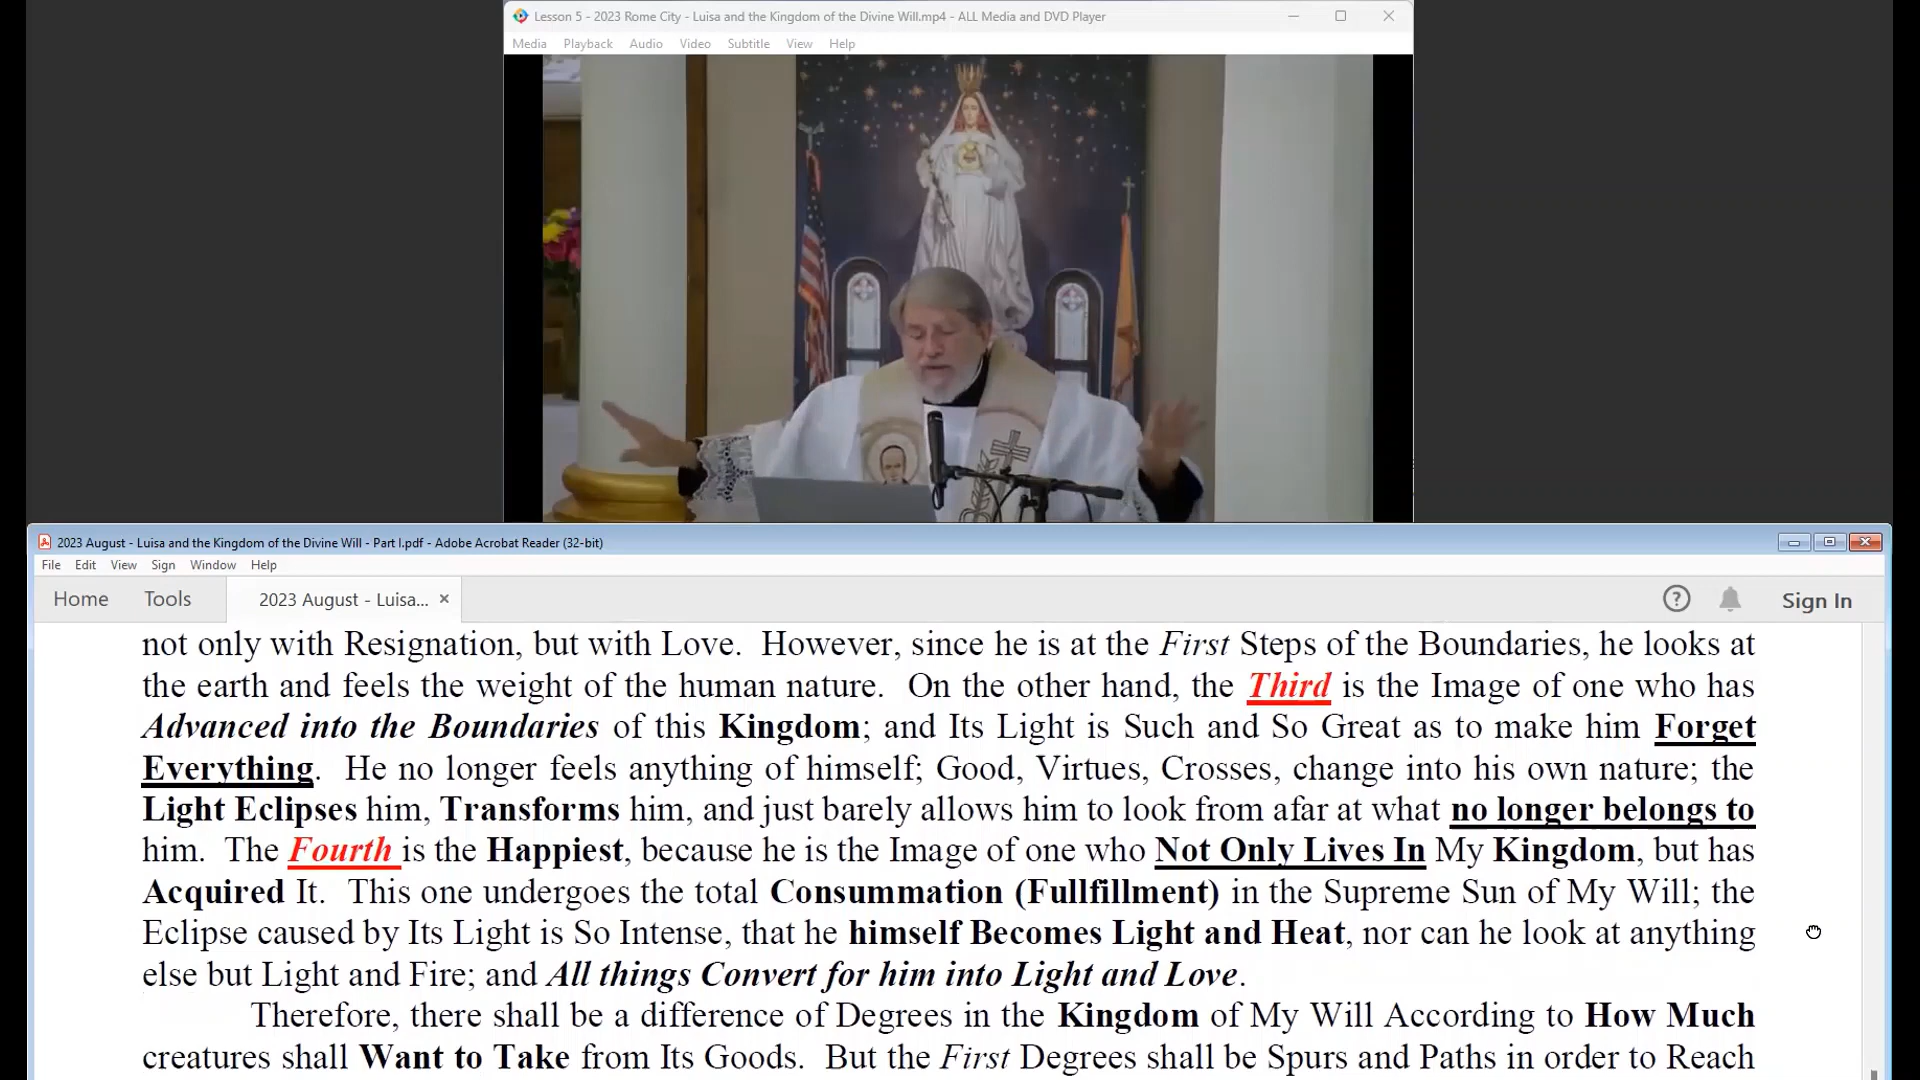 Lesson 5 - 2023 Rome City - Luisa and the Kingdom of the Divine Will.mp4 - ALL Media and DVD Player
Media Playback Audio Video Subtitle View Help
2023 August - Luisa and the Kingdom of the Divine Will - Part I.pdf - Adobe Acrobat Reader (32-bit)
File Edit View Sign Window Help
Home Tools 2023 August - Luisa... × Sign In
not only with Resignation, but with Love. However, since he is at the First Steps of the Boundaries, he looks at
the earth and feels the weight of the human nature. On the other hand, the Third is the Image of one who has
Advanced into the Boundaries of this Kingdom; and Its Light is Such and So Great as to make him Forget
Everything. He no longer feels anything of himself; Good, Virtues, Crosses, change into his own nature; the
Light Eclipses him, Transforms him, and just barely allows him to look from afar at what no longer belongs to
him. The Fourth is the Happiest, because he is the Image of one who Not Only Lives In My Kingdom, but has
Acquired It. This one undergoes the total Consummation (Fullfillment) in the Supreme Sun of My Will; the
Eclipse caused by Its Light is So Intense, that he himself Becomes Light and Heat, nor can he look at anything
else but Light and Fire; and All things Convert for him into Light and Love.
Therefore, there shall be a difference of Degrees in the Kingdom of My Will According to How Much
creatures shall Want to Take from Its Goods. But the First Degrees shall be Spurs and Paths in order to Reach